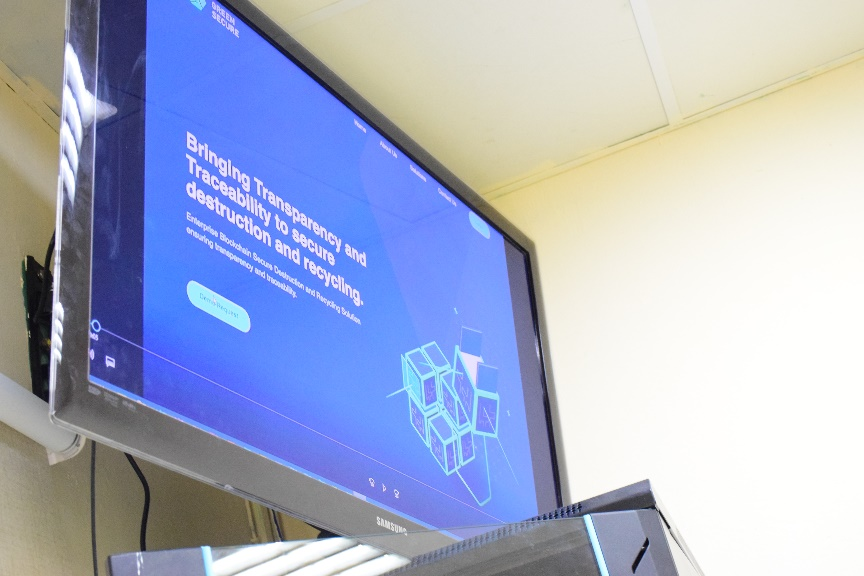 GREEN
SECURE
Home
About Us
Solutions
Contact Us
Bringing Transparency and
Traceability to secure
destruction and recycling.
Enterprise Blockchain Secure Destruction and Recycling Solution
ensuring transparency and traceability.
Demo Request
SAMSUNG